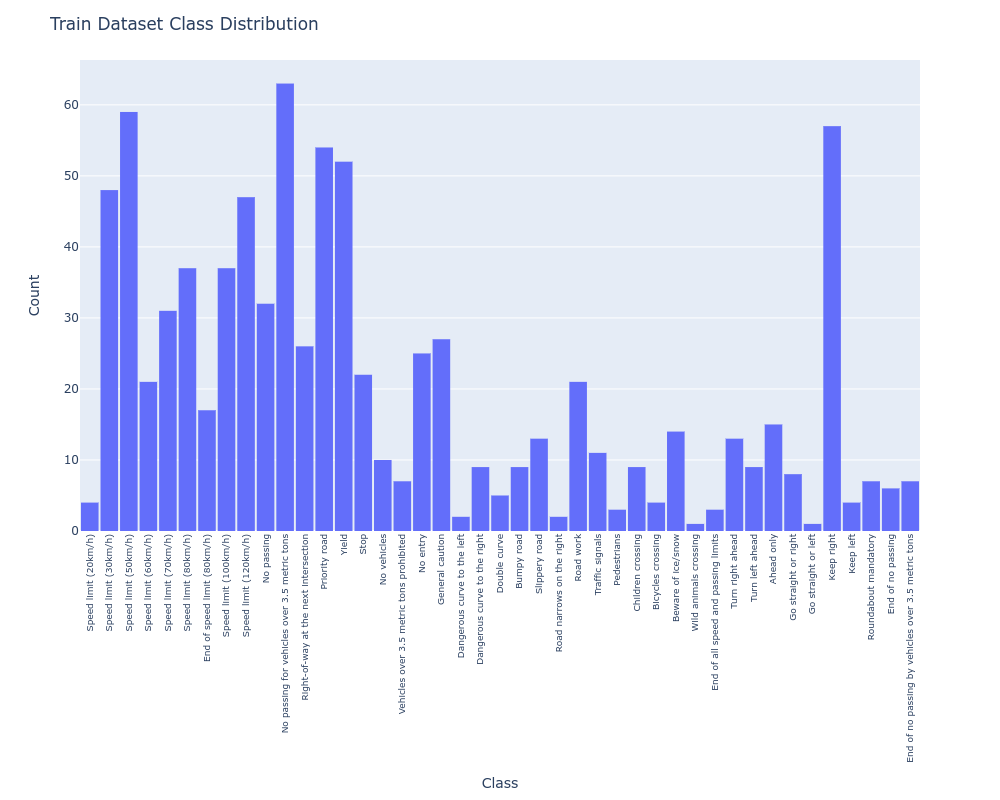 Train Dataset Class Distribution
Count
60
50
40
30
20
10
0
Speed limit (20km/h)
Speed limit (30km/h)
Speed limit (50km/h)
Speed limit (60km/h)
Speed limit (70km/h)
Speed limit (80km/h)
End of speed limit (80km/h)
Speed limit (100km/h)
Speed limit (120km/h)
No passing
No passing for vehicles over 3.5 metric tons
Right-of-way at the next intersection
Priority road
Yield
Stop
No vehicles
Vehicles over 3.5 metric tons prohibited
No entry
General caution
Dangerous curve to the left
Dangerous curve to the right
Double curve
Bumpy road
Slippery road
Road narrows on the right
Road work
Traffic signals
Pedestrians
Children crossing
Bicycles crossing
Beware of ice/snow
Wild animals crossing
End of all speed and passing limits
Turn right ahead
Turn left ahead
Ahead only
Go straight or right
Go straight or left
Keep right
Keep left
Roundabout mandatory
End of no passing
End of no passing by vehicles over 3.5 metric tons
Class